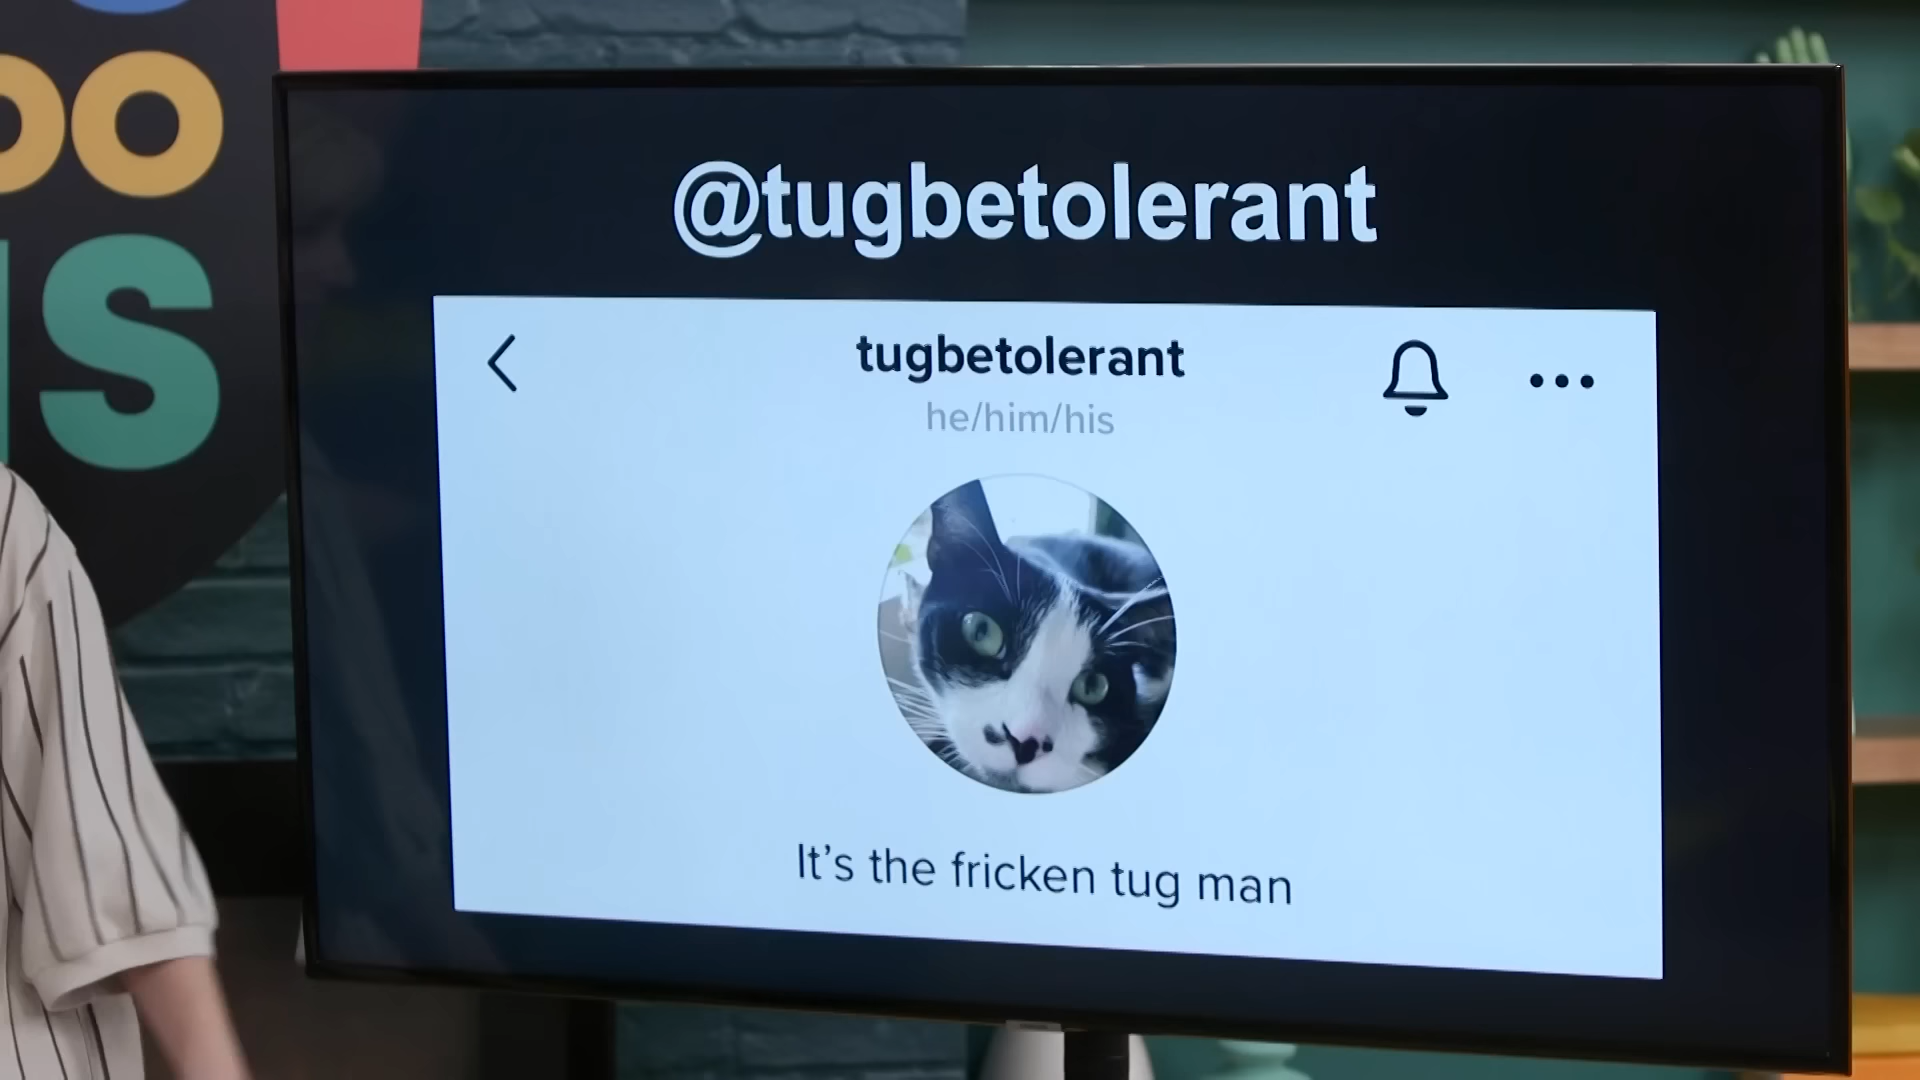 @tugbetolerant
tugbetolerant
he/him/his
It's the fricken tug man